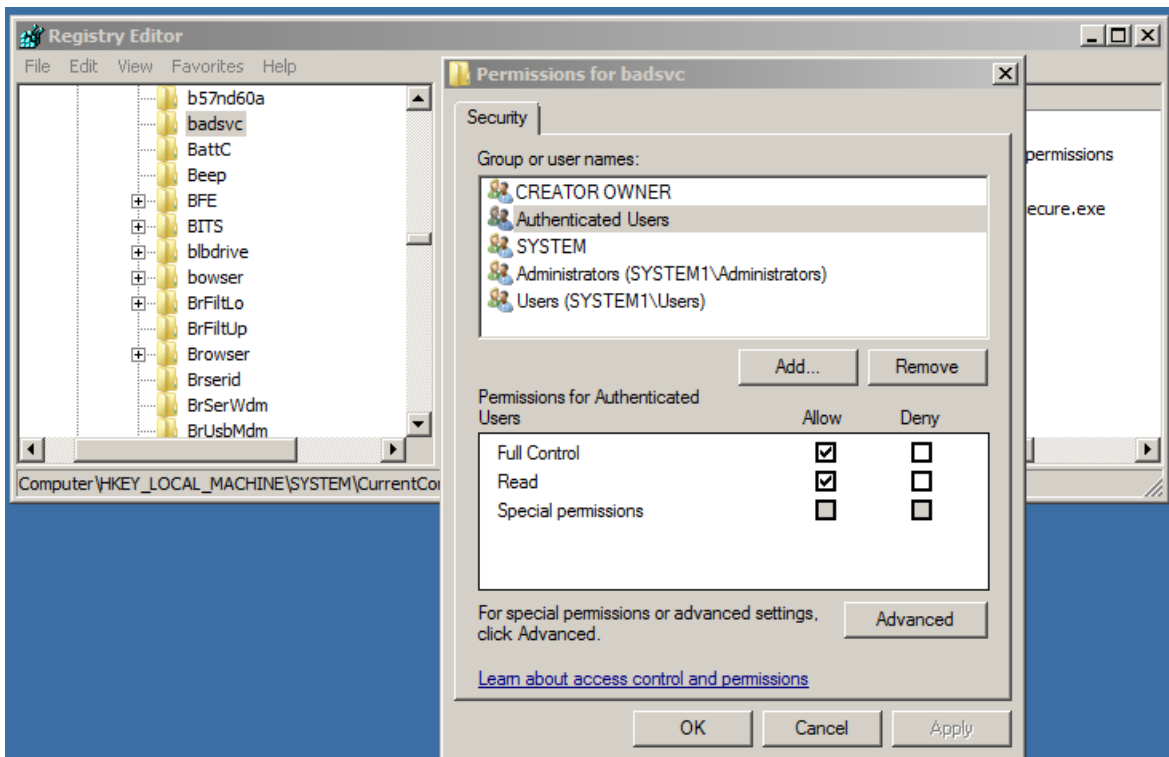 Registry Editor
File Edit View Favorites Help
b57nd60a
badsvc
BattC
Beep
BFE
BITS
blbdrive
bowser
BrFiltLo
BrFiltUp
Browser
Brserid
BrSerWdm
BrUsbMdm
Computer\HKEY_LOCAL_MACHINE\SYSTEM\CurrentCo
Permissions for badsvc
Security
Group or user names:
CREATOR OWNER
Authenticated Users
SYSTEM
Administrators (SYSTEM1\Administrators)
Users (SYSTEM1\Users)
Add... Remove
Permissions for Authenticated
Users Allow Deny
Full Control
Read
Special permissions
For special permissions or advanced settings,
click Advanced.
Advanced
Learn about access control and permissions
OK Cancel Apply
permissions
ecure.exe